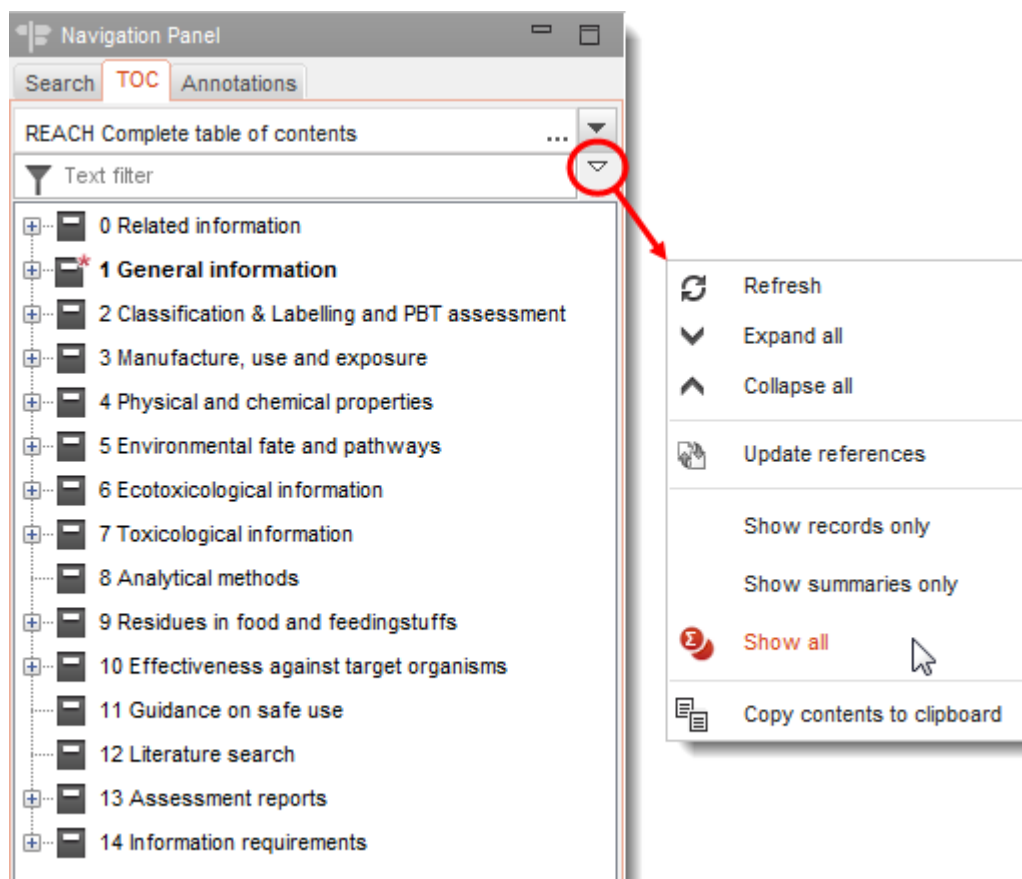 Navigation Panel
Search TOC Annotations
REACH Complete table of contents ...
Text filter
0 Related information
1 General information
2 Classification & Labelling and PBT assessment
3 Manufacture, use and exposure
4 Physical and chemical properties
5 Environmental fate and pathways
6 Ecotoxicological information
7 Toxicological information
8 Analytical methods
9 Residues in food and feedingstuffs
10 Effectiveness against target organisms
11 Guidance on safe use
12 Literature search
13 Assessment reports
14 Information requirements
Refresh
Expand all
Collapse all
Update references
Show records only
Show summaries only
Σ Show all
Copy contents to clipboard